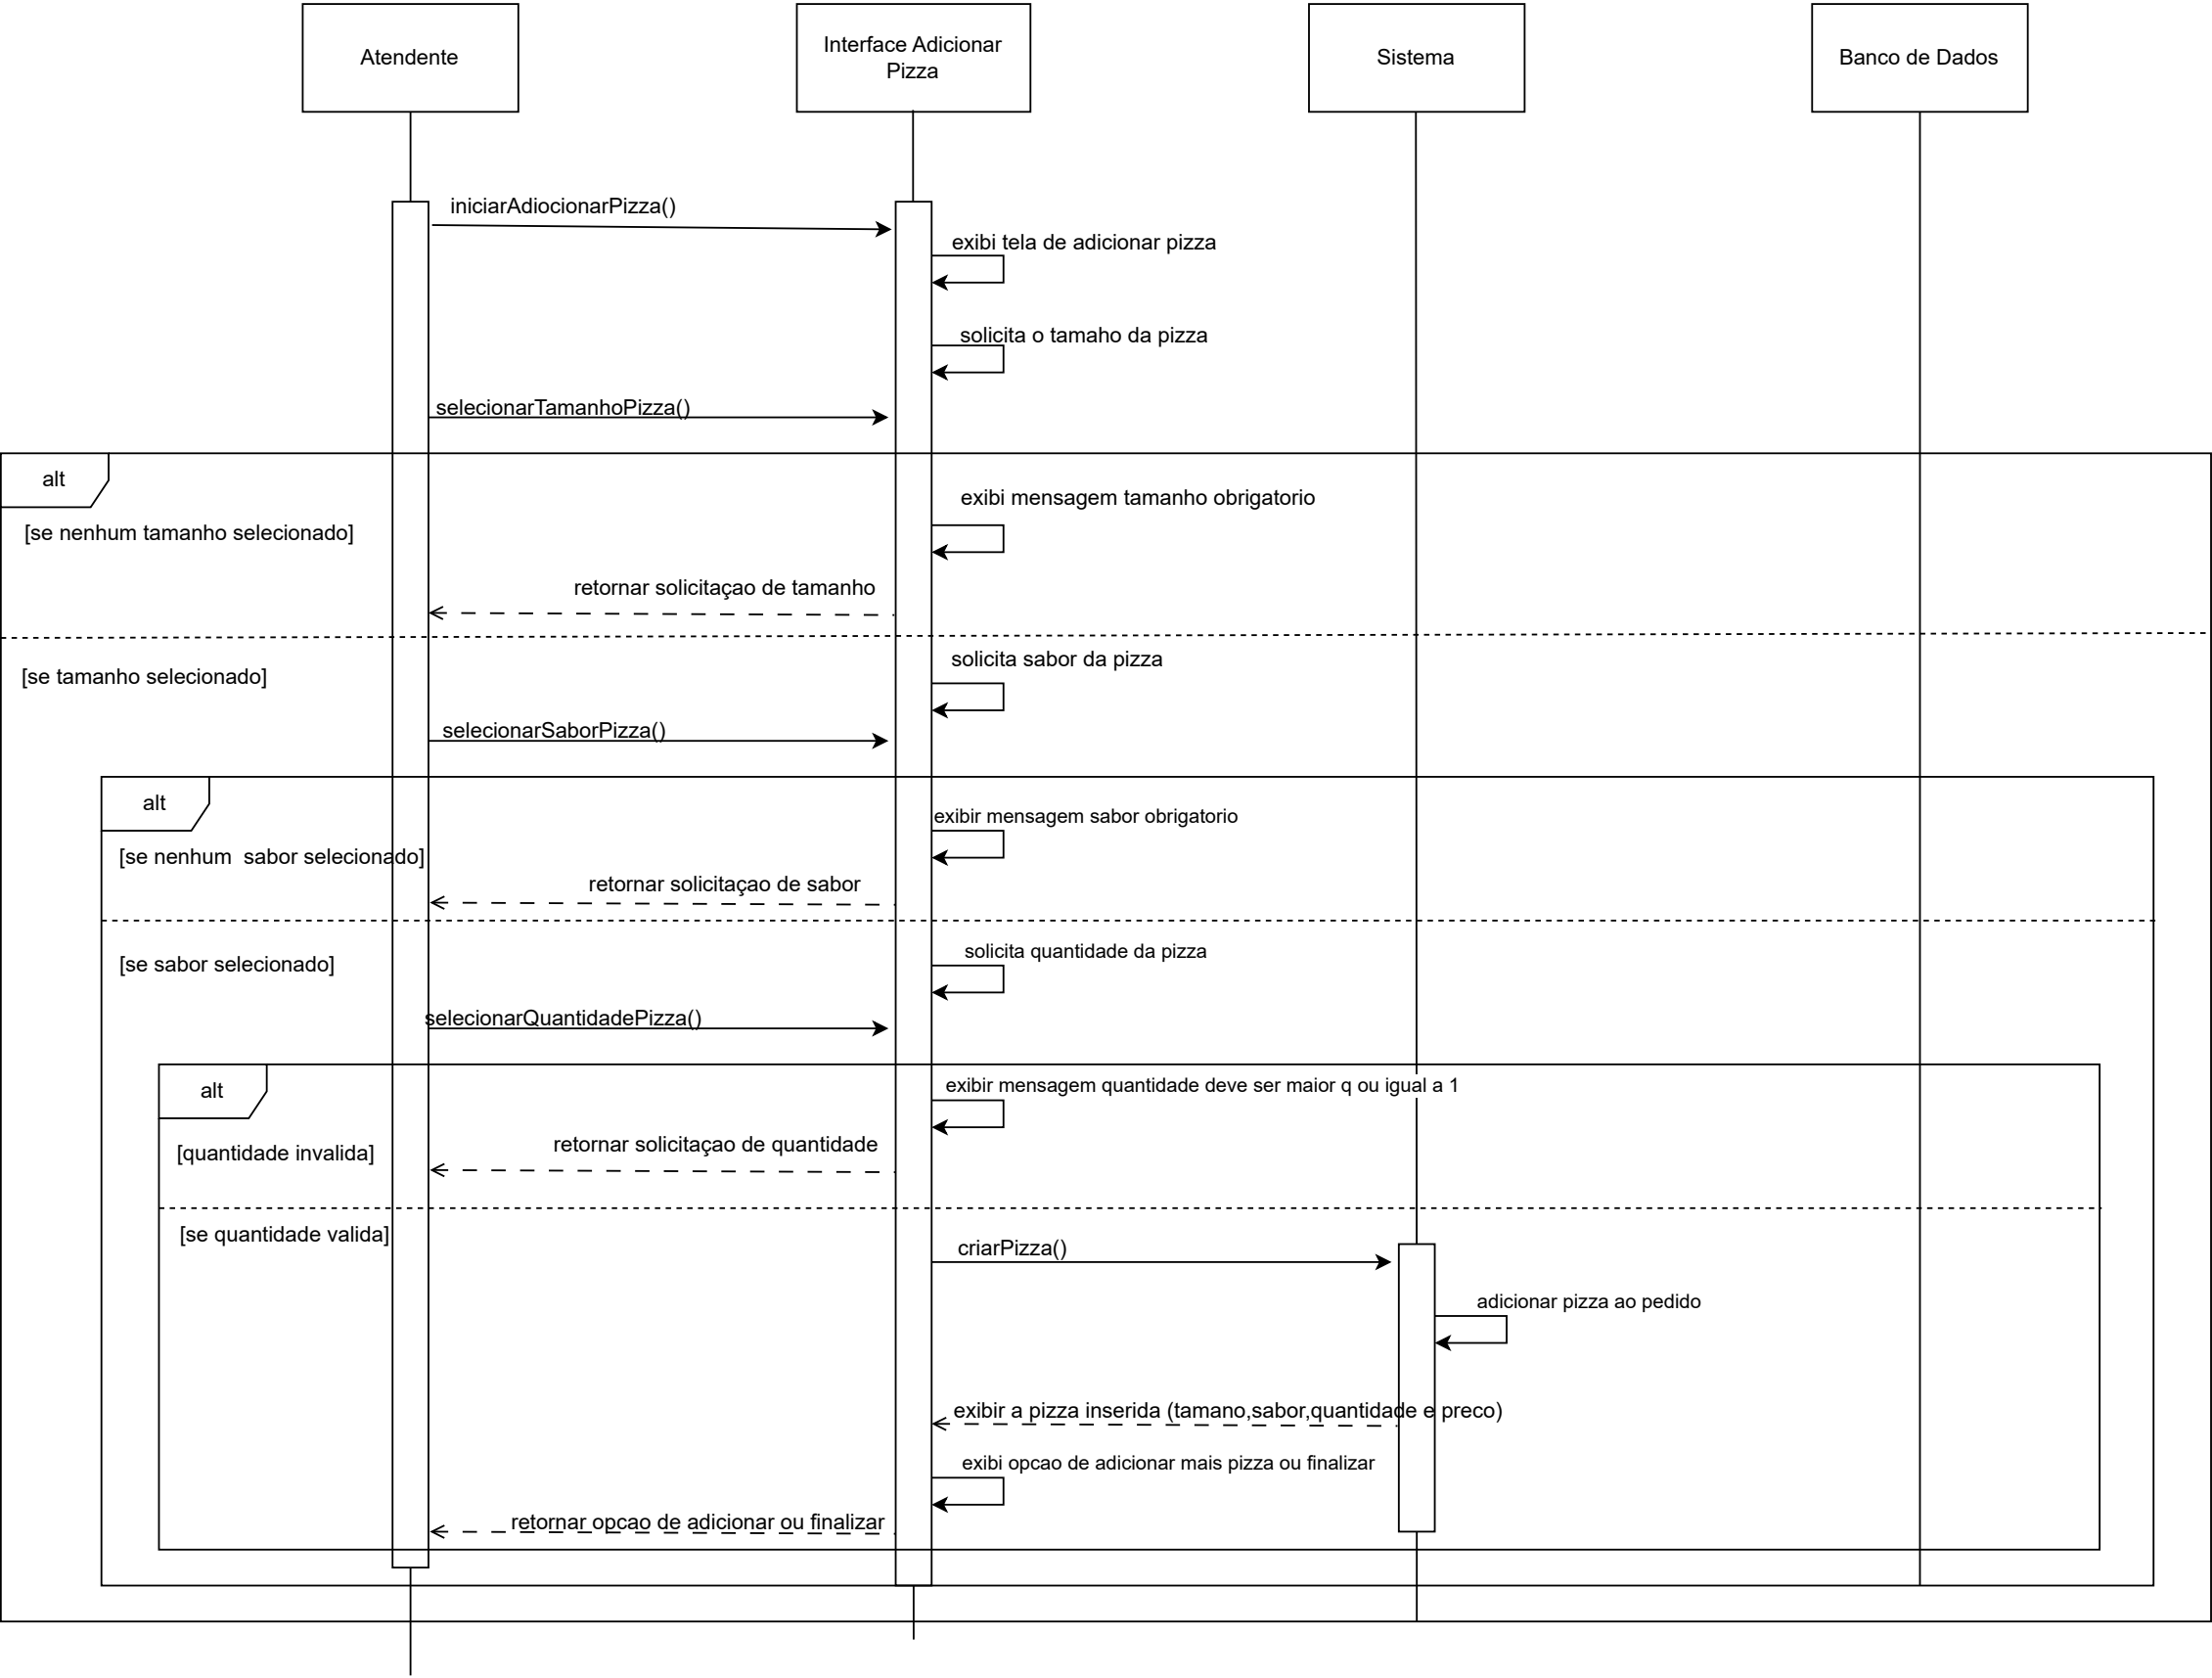 Atendente
Interface Adicionar
Pizza
Sistema
Banco de Dados
iniciarAdiocionarPizza()
exibi tela de adicionar pizza
solicita o tamaho da pizza
selecionarTamanhoPizza()
alt
exibi mensagem tamanho obrigatorio
[se nenhum tamanho selecionado]
retornar solicitaçao de tamanho
solicita sabor da pizza
[se tamanho selecionado]
selecionarSaborPizza()
alt
exibir mensagem sabor obrigatorio
[se nenhum  sabor selecionado]
retornar solicitaçao de sabor
solicita quantidade da pizza
[se sabor selecionado]
selecionarQuantidadePizza()
alt
exibir mensagem quantidade deve ser maior q ou igual a 1
retornar solicitaçao de quantidade
[quantidade invalida]
[se quantidade valida]
criarPizza()
adicionar pizza ao pedido
exibir a pizza inserida (tamano,sabor,quantidade e preco)
exibi opcao de adicionar mais pizza ou finalizar
retornar opcao de adicionar ou finalizar